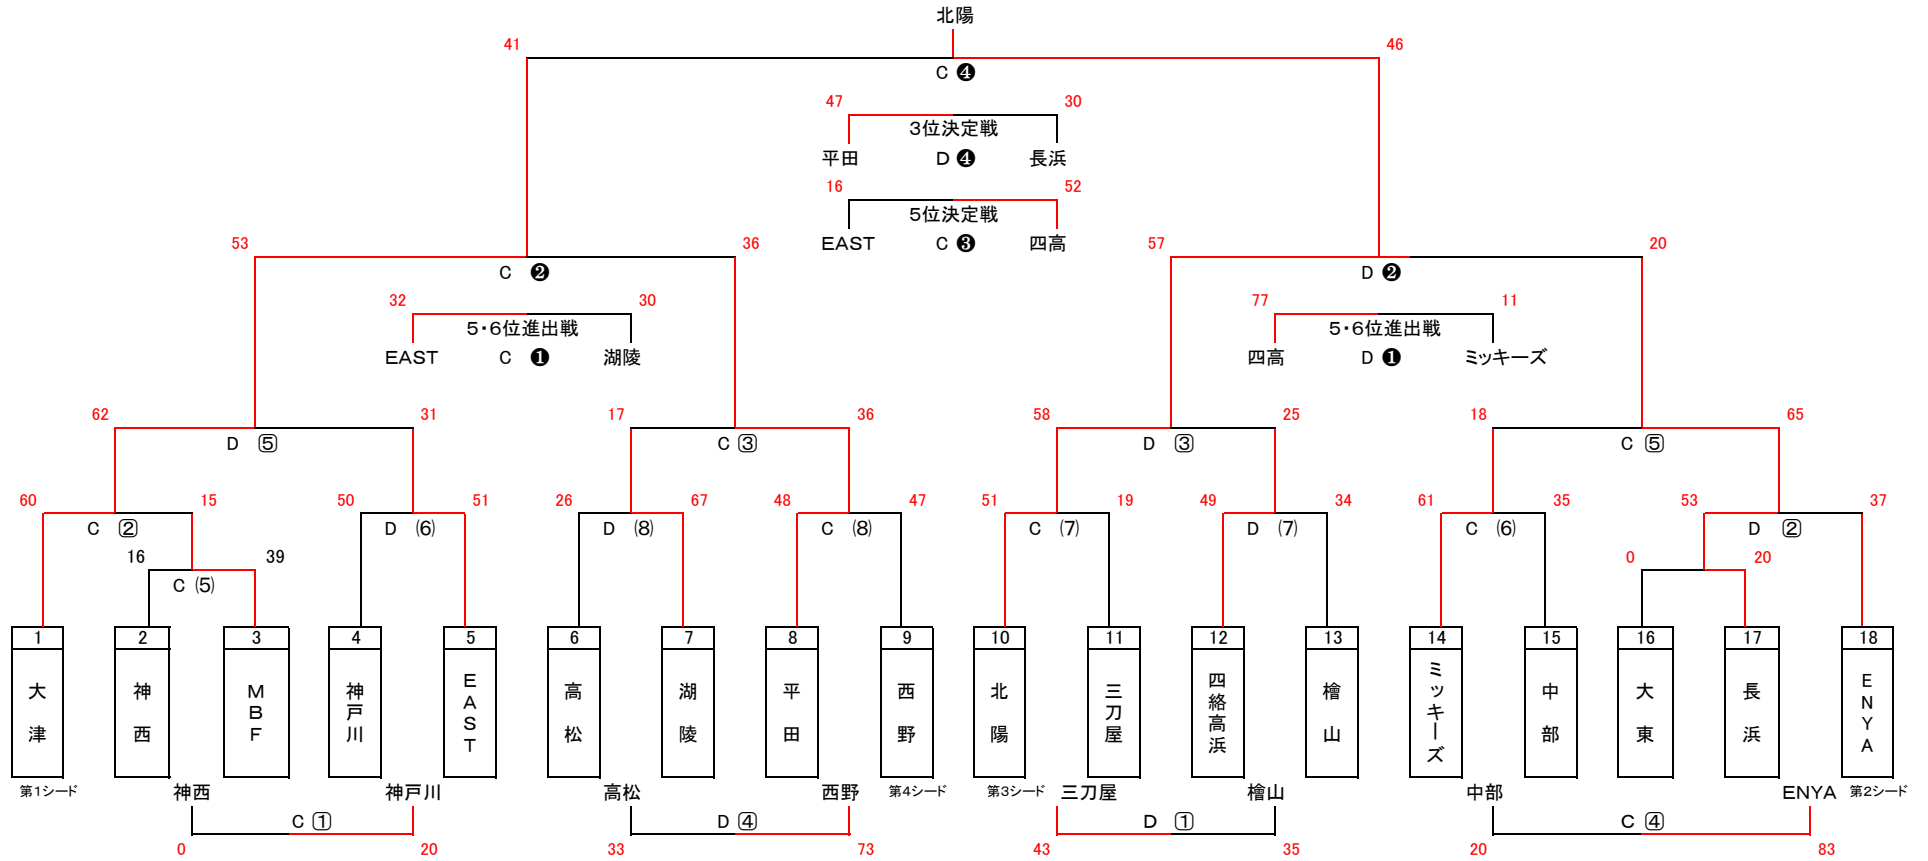 北陽
41 46
C ❹
47 30
3位決定戦
平田 D ❹ 長浜
16 52
5位決定戦
EAST C ❸ 四高
53 36 57 20
C ❷ D ❷
32 30 77 11
5・6位進出戦 5・6位進出戦
EAST C ❶ 湖陵 四高 D ❶ ミッキーズ
62 31 17 36 58 25 18 65
D ⑤ C ③ D ③ C ⑤
60 15 50 51 26 67 48 47 51 19 49 34 61 35 53 37
C ② D (6) D (8) C (8) C (7) D (7) C (6) D ②
16 39 0 20
C (5)
1 2 3 4 5 6 7 8 9 10 11 12 13 14 15 16 17 18
大津 神西 MBF 神戸川 EAST 高松 湖陵 平田 西野 北陽 三刀屋 四絡高浜 檜山 ミッキーズ 中部 大東 長浜 ENYA
第1シード 神西 神戸川 高松 西野 第4シード 第3シード 三刀屋 檜山 中部 ENYA 第2シード
C ① D ④ D ① C ④
0 20 33 73 43 35 20 83